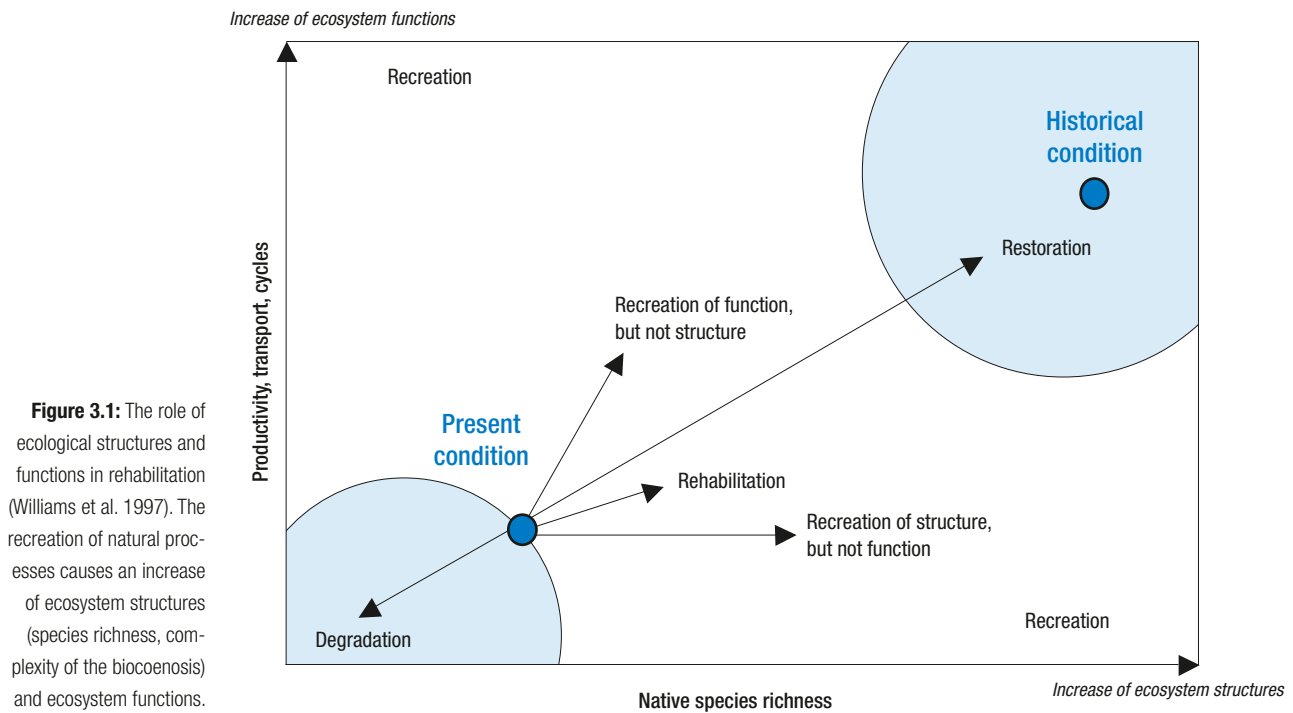 Increase of ecosystem functions
Recreation
Historical
condition
Restoration
Productivity, transport, cycles
Recreation of function,
but not structure
Present
condition
Rehabilitation
Recreation of structure,
but not function
Degradation
Recreation
Native species richness
Increase of ecosystem structures
Figure 3.1: The role of
ecological structures and
functions in rehabilitation
(Williams et al. 1997). The
recreation of natural proc-
esses causes an increase
of ecosystem structures
(species richness, com-
plexity of the biocoenosis)
and ecosystem functions.